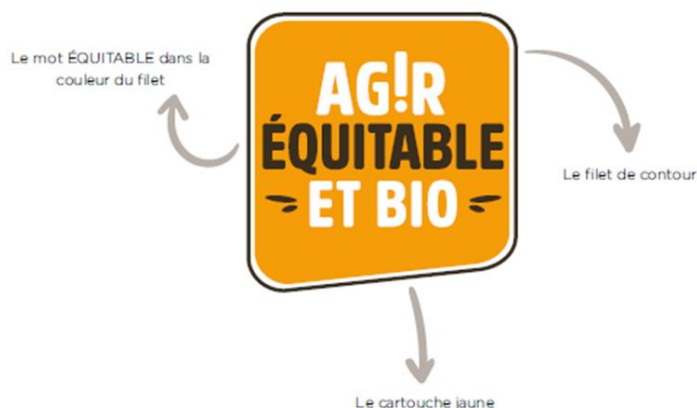 Le mot ÉQUITABLE dans la
couleur du filet
AG!R
ÉQUITABLE
ET BIO
Le filet de contour
Le cartouche jaune